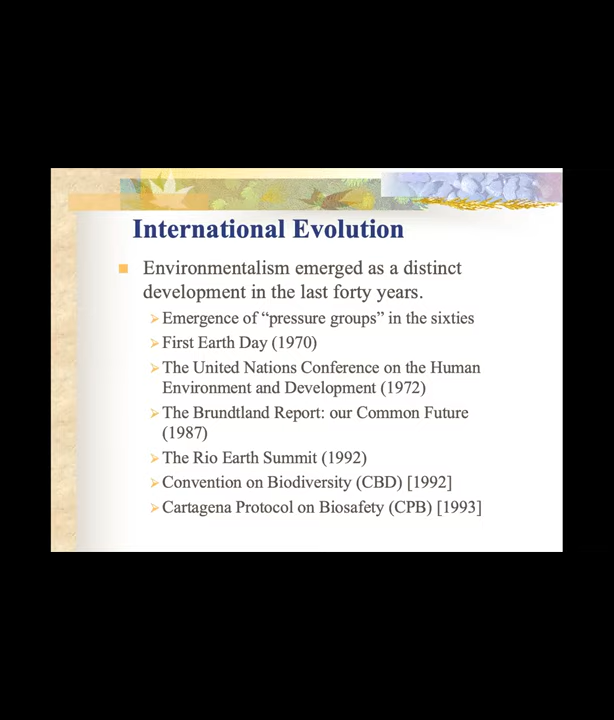 International Evolution
Environmentalism emerged as a distinct
development in the last forty years.
Emergence of “pressure groups” in the sixties
First Earth Day (1970)
The United Nations Conference on the Human
Environment and Development (1972)
The Brundtland Report: our Common Future
(1987)
The Rio Earth Summit (1992)
Convention on Biodiversity (CBD) [1992]
Cartagena Protocol on Biosafety (CPB) [1993]